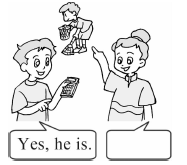 Yes, he is.